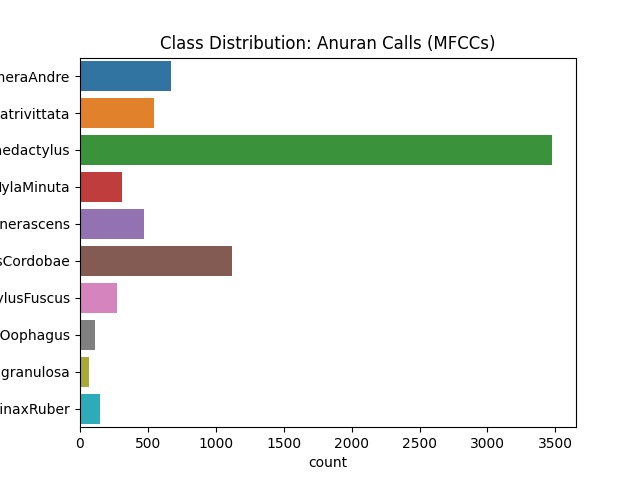 Class Distribution: Anuran Calls (MFCCs)
neraAndre
atrivittata
nedactylus
ylaMinuta
nerascens
sCordobae
ylusFuscus
Oophagus
granulosa
inaxRuber
0 500 1000 1500 2000 2500 3000 3500
count